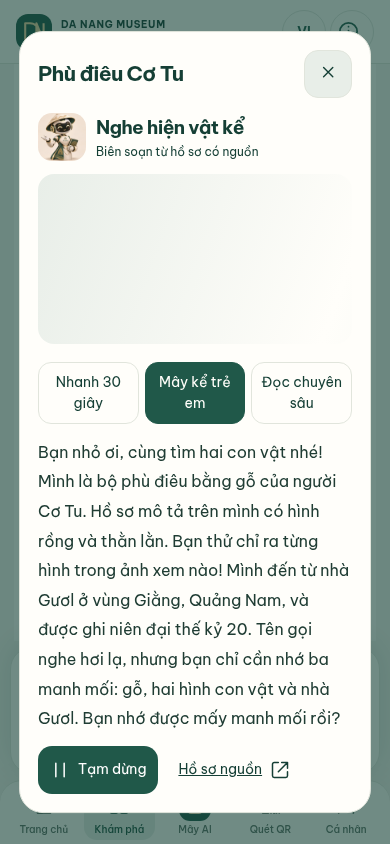 DA NANG MUSEUM
Phù điêu Cơ Tu
Nghe hiện vật kể
Biên soạn từ hồ sơ có nguồn
Nhanh 30
giây
Mây kể trẻ
em
Đọc chuyên
sâu
Bạn nhỏ ơi, cùng tìm hai con vật nhé!
Mình là bộ phù điêu bằng gỗ của người
Cơ Tu. Hồ sơ mô tả trên mình có hình
rồng và thằn lằn. Bạn thử chỉ ra từng
hình trong ảnh xem nào! Mình đến từ nhà
Gươl ở vùng Giằng, Quảng Nam, và
được ghi niên đại thế kỷ 20. Tên gọi
nghe hơi lạ, nhưng bạn chỉ cần nhớ ba
manh mối: gỗ, hai hình con vật và nhà
Gươl. Bạn nhớ được mấy manh mối rồi?
Tạm dừng
Hồ sơ nguồn
Trang chủ
Khám phá
Mây AI
Quét QR
Cá nhân